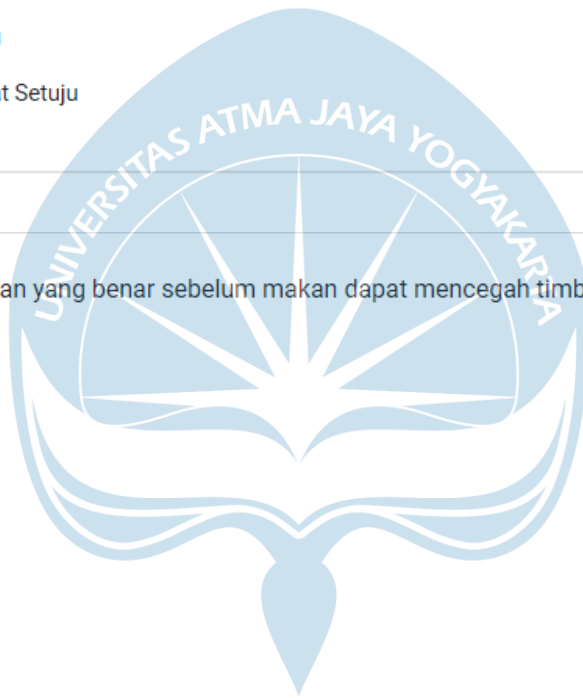 t Setuju
UNIVERSITAS ATMA JAYA YOGYAKARTA
an yang benar sebelum makan dapat mencegah timb